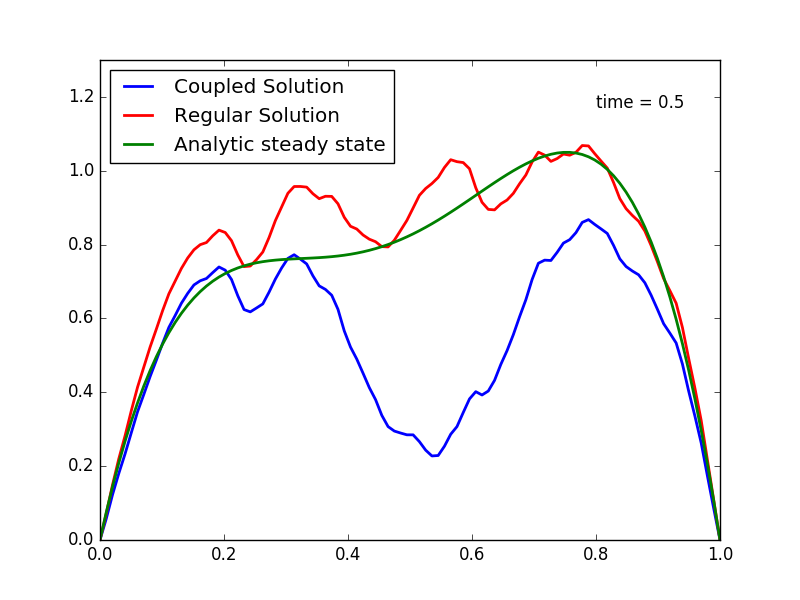 Coupled Solution
Regular Solution
Analytic steady state
time = 0.5
1.2
1.0
0.8
0.6
0.4
0.2
0.0
0.0 0.2 0.4 0.6 0.8 1.0